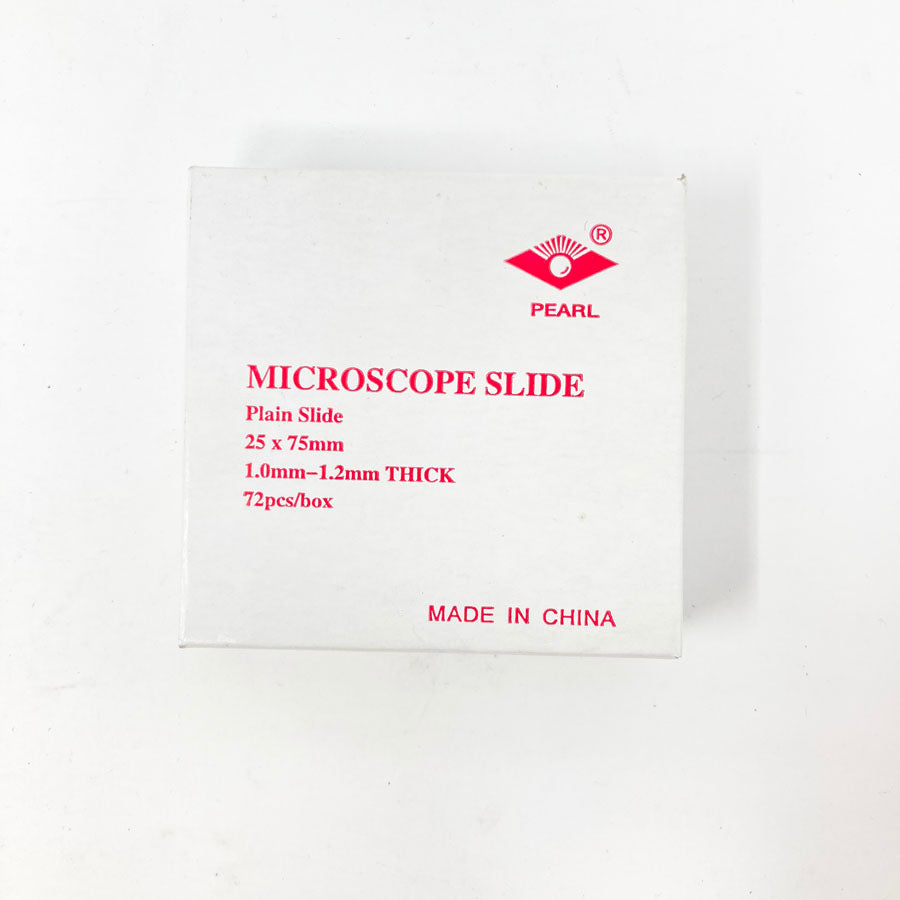 ®
PEARL
MICROSCOPE SLIDE
Plain Slide
25 x 75mm
1.0mm-1.2mm THICK
72pcs/box
MADE IN CHINA